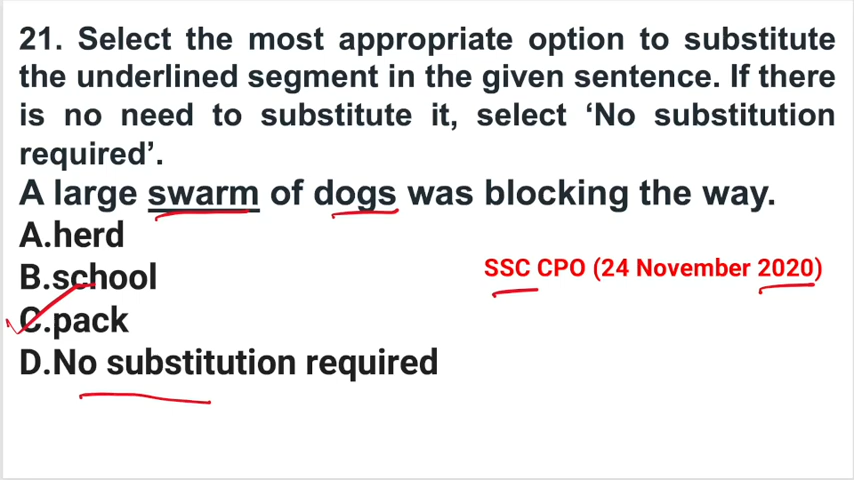 21. Select the most appropriate option to substitute
the underlined segment in the given sentence. If there
is no need to substitute it, select ‘No substitution
required’.
A large swarm of dogs was blocking the way.
A.herd
B.school
SSC CPO (24 November 2020)
C.pack
D.No substitution required